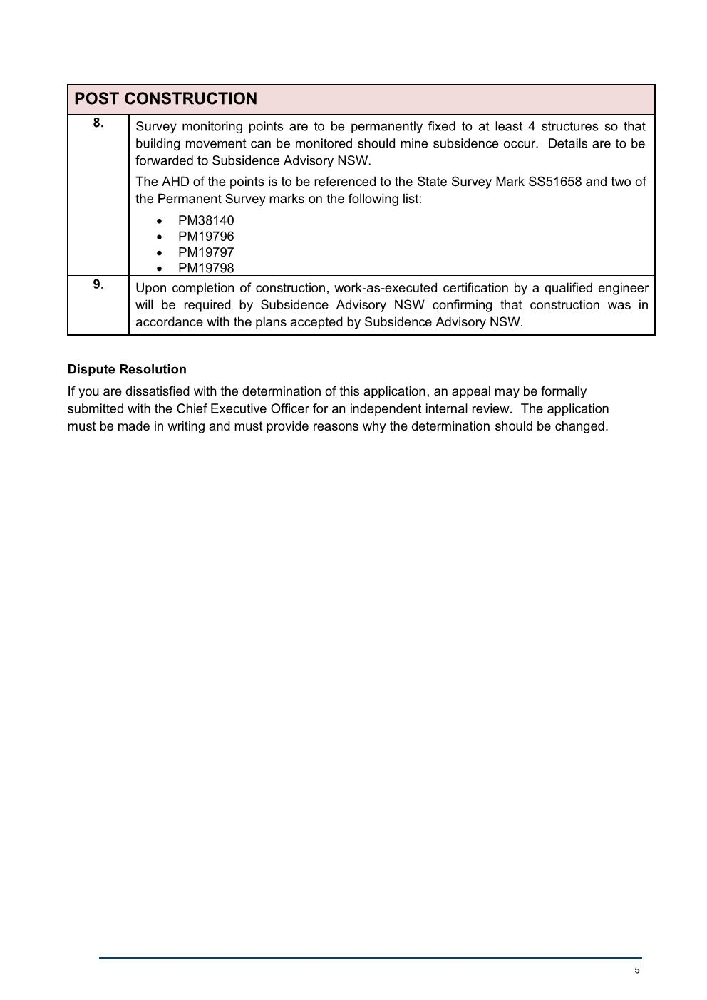 POST CONSTRUCTION
8.
Survey monitoring points are to be permanently fixed to at least 4 structures so that
building movement can be monitored should mine subsidence occur.  Details are to be
forwarded to Subsidence Advisory NSW.
The AHD of the points is to be referenced to the State Survey Mark SS51658 and two of
the Permanent Survey marks on the following list:
• PM38140
• PM19796
• PM19797
• PM19798
9.
Upon completion of construction, work-as-executed certification by a qualified engineer
will be required by Subsidence Advisory NSW confirming that construction was in
accordance with the plans accepted by Subsidence Advisory NSW.
Dispute Resolution
If you are dissatisfied with the determination of this application, an appeal may be formally
submitted with the Chief Executive Officer for an independent internal review.  The application
must be made in writing and must provide reasons why the determination should be changed.
5